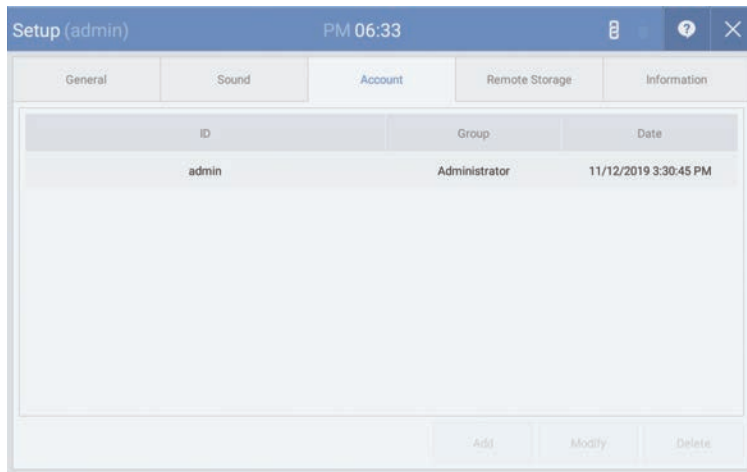 Setup (admin) PM 06:33 ?
General Sound Account Remote Storage Information
ID Group Date
admin Administrator 11/12/2019 3:30:45 PM
Add Modify Delete